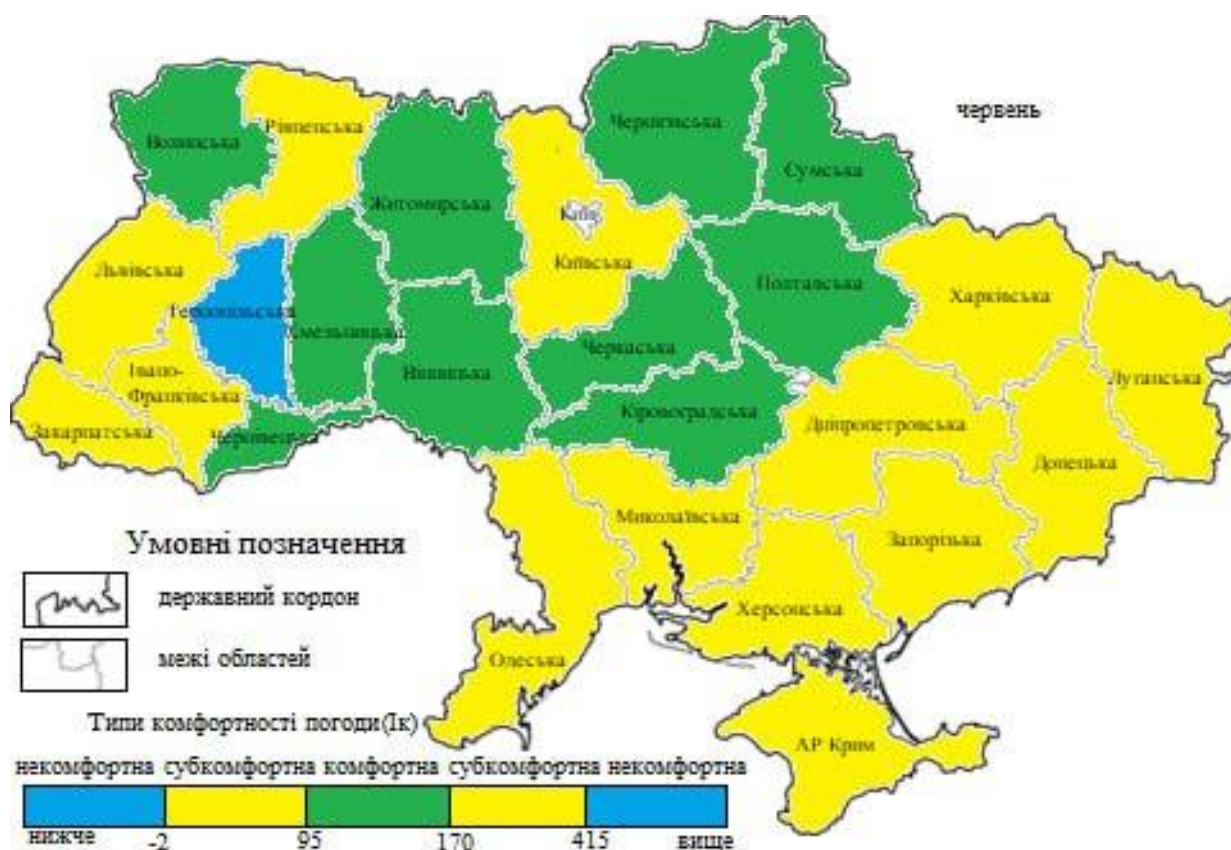 червень
Волинська
Рівненська
Чернігівська
Сумська
Житомирська
Київ
Київська
Львівська
Тернопільська
Хмельницька
Полтавська
Харківська
Черкаська
Вінницька
Луганська
Івано-
Франківська
Кіровоградська
Дніпропетровська
Закарпатська
Чернівецька
Донецька
Миколаївська
Запорізька
Умовні позначення
державний кордон
Херсонська
межі областей
Одеська
Типи комфортності погоди(Ік)
АР Крим
некомфортна субкомфортна комфортна субкомфортна некомфортна
нижче -2 95 170 415 вище